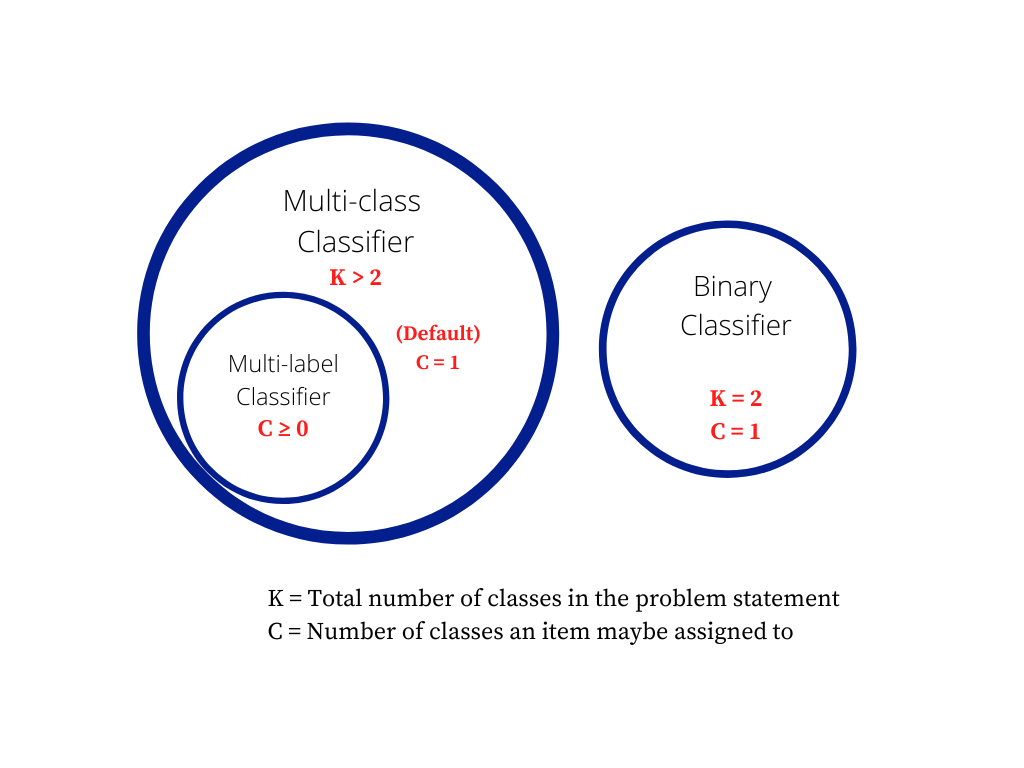 Multi-class
Classifier
K > 2
(Default)
C = 1
Multi-label
Classifier
C ≥ 0
Binary
Classifier
K = 2
C = 1
K = Total number of classes in the problem statement
C = Number of classes an item maybe assigned to